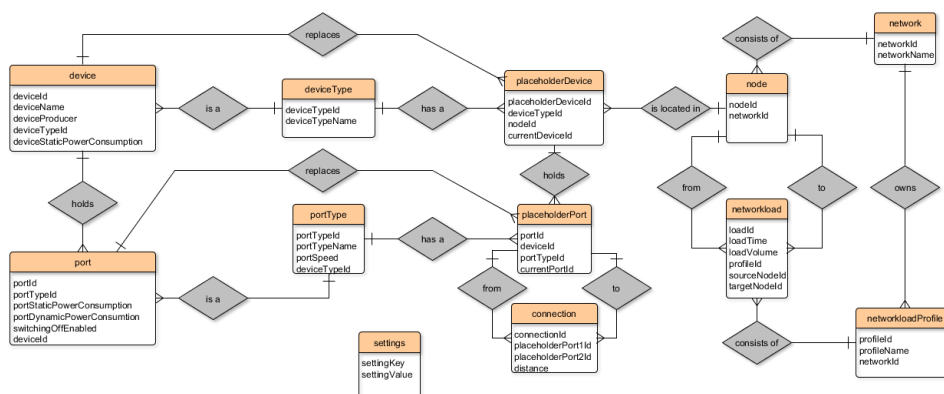 replaces
consists of
network
networkId
networkName
device
deviceId
deviceName
deviceProducer
deviceTypeId
deviceStaticPowerConsumption
is a
deviceType
deviceTypeId
deviceTypeName
has a
placeholderDevice
placeholderDeviceId
deviceTypeId
nodeId
currentDeviceId
is located in
node
nodeId
networkId
holds
replaces
holds
from
to
owns
portType
portTypeId
portTypeName
portSpeed
deviceTypeId
has a
placeholderPort
portId
deviceId
portTypeId
currentPortId
networkload
loadId
loadTime
loadVolume
profileId
sourceNodeId
targetNodeId
port
portId
portTypeId
portStaticPowerConsumption
portDynamicPowerConsumtion
switchingOffEnabled
deviceId
is a
from
to
connection
connectionId
placeholderPort1Id
placeholderPort2Id
distance
settings
settingKey
settingValue
consists of
networkloadProfile
profileId
profileName
networkId